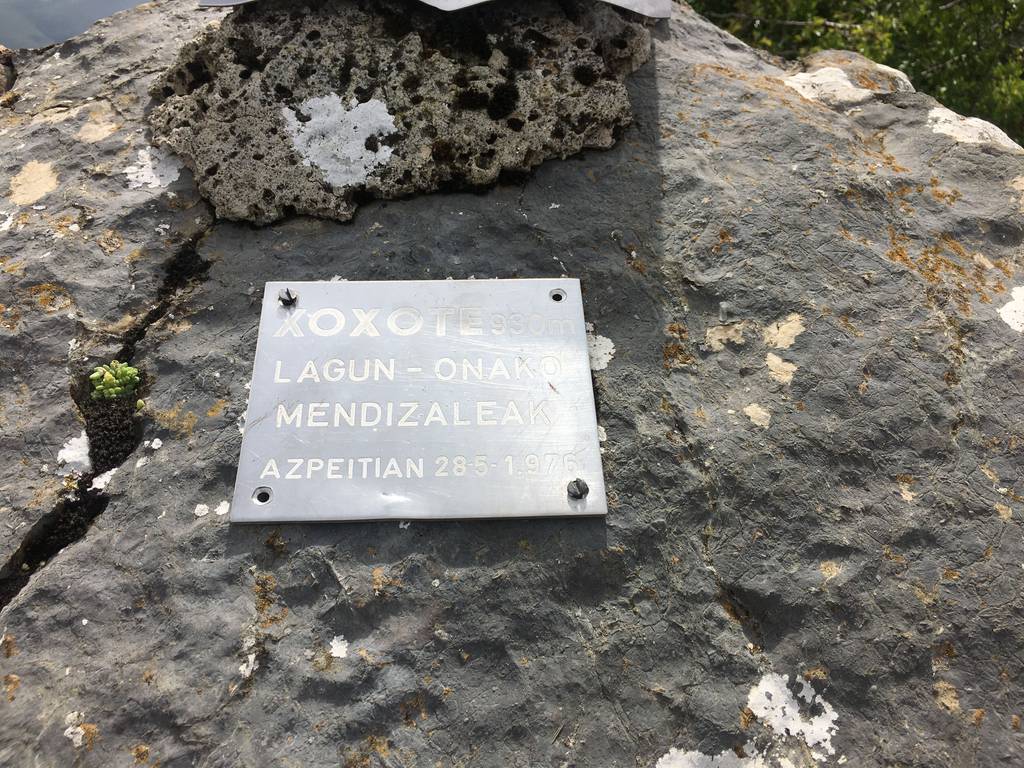 XOXOTE 930m
LAGUN - ONAKO
MENDIZALEAK
AZPEITIAN 28-5-1.976